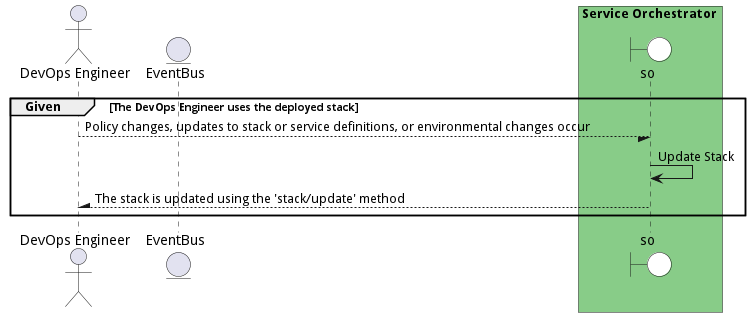 Service Orchestrator
DevOps Engineer
EventBus
so
Given
[The DevOps Engineer uses the deployed stack]
Policy changes, updates to stack or service definitions, or environmental changes occur
Update Stack
The stack is updated using the 'stack/update' method
DevOps Engineer
EventBus
so